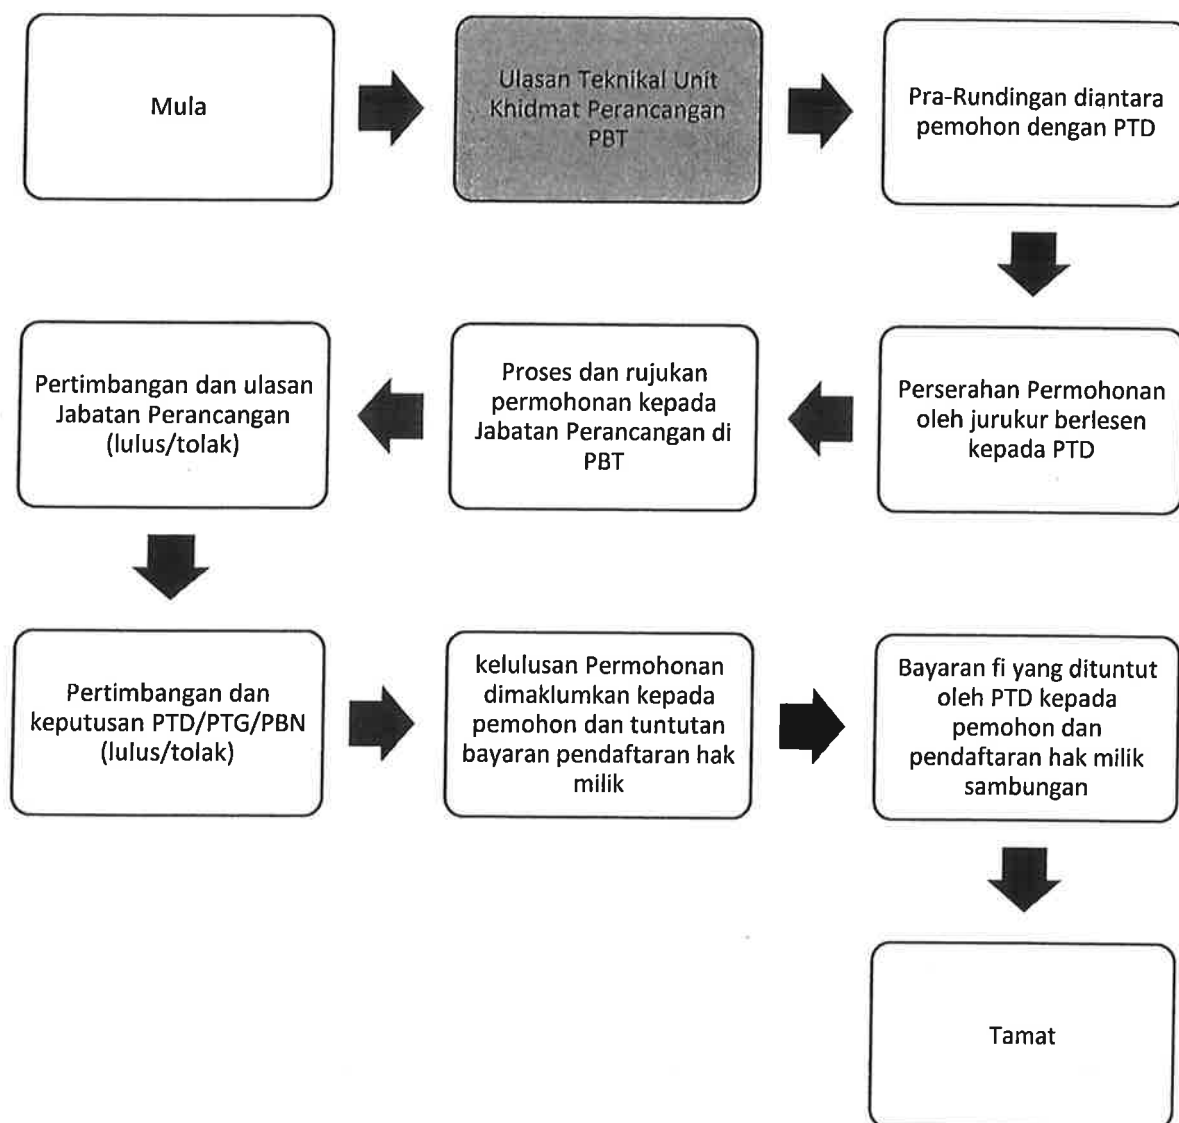 Mula
Ulasan Teknikal Unit
Khidmat Perancangan
PBT
Pra-Rundingan diantara
pemohon dengan PTD
Perserahan Permohonan
oleh jurukur berlesen
kepada PTD
Proses dan rujukan
permohonan kepada
Jabatan Perancangan di
PBT
Pertimbangan dan ulasan
Jabatan Perancangan
(lulus/tolak)
Pertimbangan dan
keputusan PTD/PTG/PBN
(lulus/tolak)
kelulusan Permohonan
dimaklumkan kepada
pemohon dan tuntutan
bayaran pendaftaran hak
milik
Bayaran fi yang dituntut
oleh PTD kepada
pemohon dan
pendaftaran hak milik
sambungan
Tamat